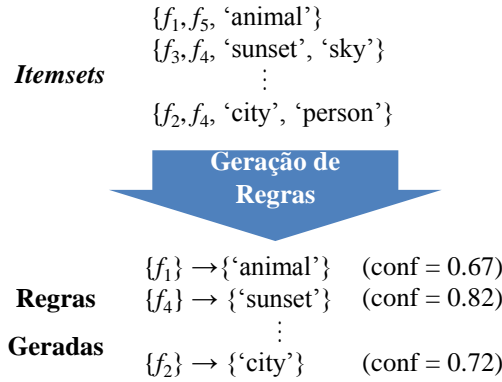 {f₁, f₅, ‘animal’}
{f₃, f₄, ‘sunset’, ‘sky’}
Itemsets
⋮
{f₂, f₄, ‘city’, ‘person’}
Geração de
Regras
{f₁} → {‘animal’} (conf = 0.67)
Regras {f₄} → {‘sunset’} (conf = 0.82)
⋮
Geradas
{f₂} → {‘city’} (conf = 0.72)